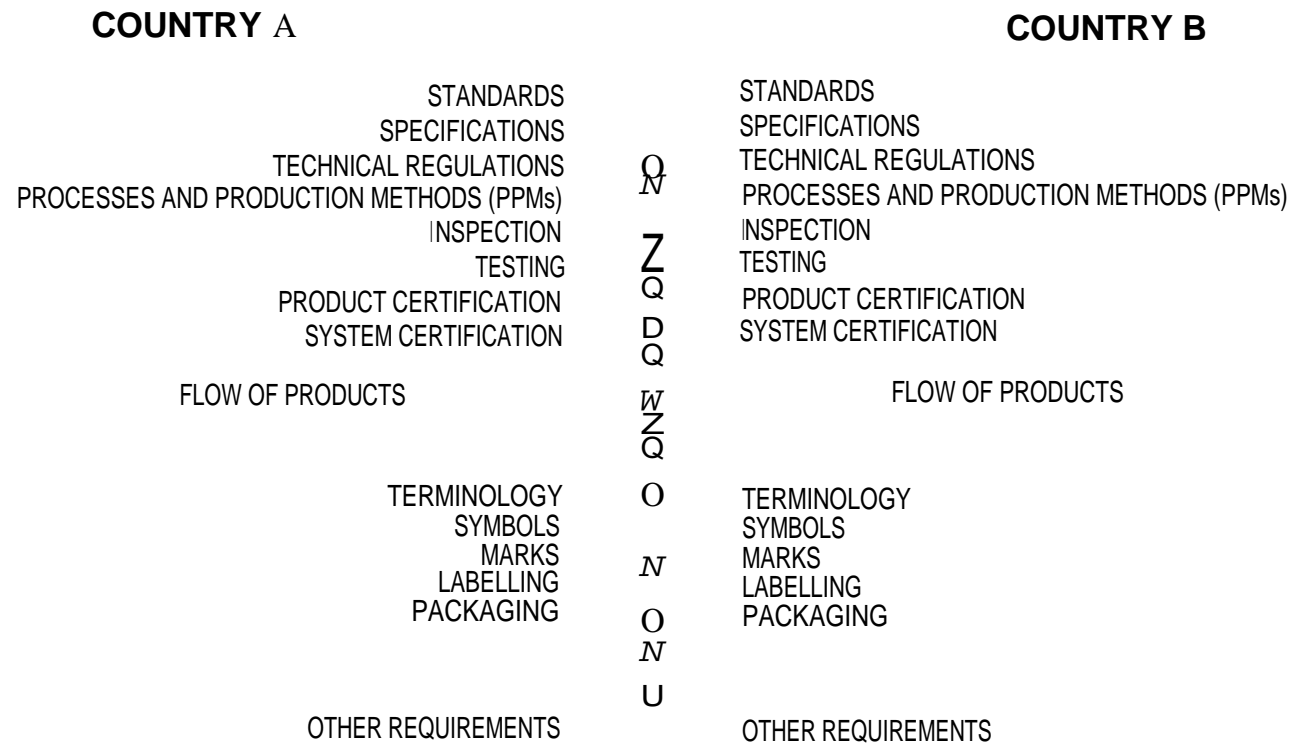 COUNTRY A
STANDARDS
SPECIFICATIONS
TECHNICAL REGULATIONS
PROCESSES AND PRODUCTION METHODS (PPMs)
INSPECTION
TESTING
PRODUCT CERTIFICATION
SYSTEM CERTIFICATION
FLOW OF PRODUCTS
TERMINOLOGY
SYMBOLS
MARKS
LABELLING
PACKAGING
OTHER REQUIREMENTS
O
N
Z
Q
D
Q
W
Z
Q
O
N
O
N
U
COUNTRY B
STANDARDS
SPECIFICATIONS
TECHNICAL REGULATIONS
PROCESSES AND PRODUCTION METHODS (PPMs)
INSPECTION
TESTING
PRODUCT CERTIFICATION
SYSTEM CERTIFICATION
FLOW OF PRODUCTS
TERMINOLOGY
SYMBOLS
MARKS
LABELLING
PACKAGING
OTHER REQUIREMENTS